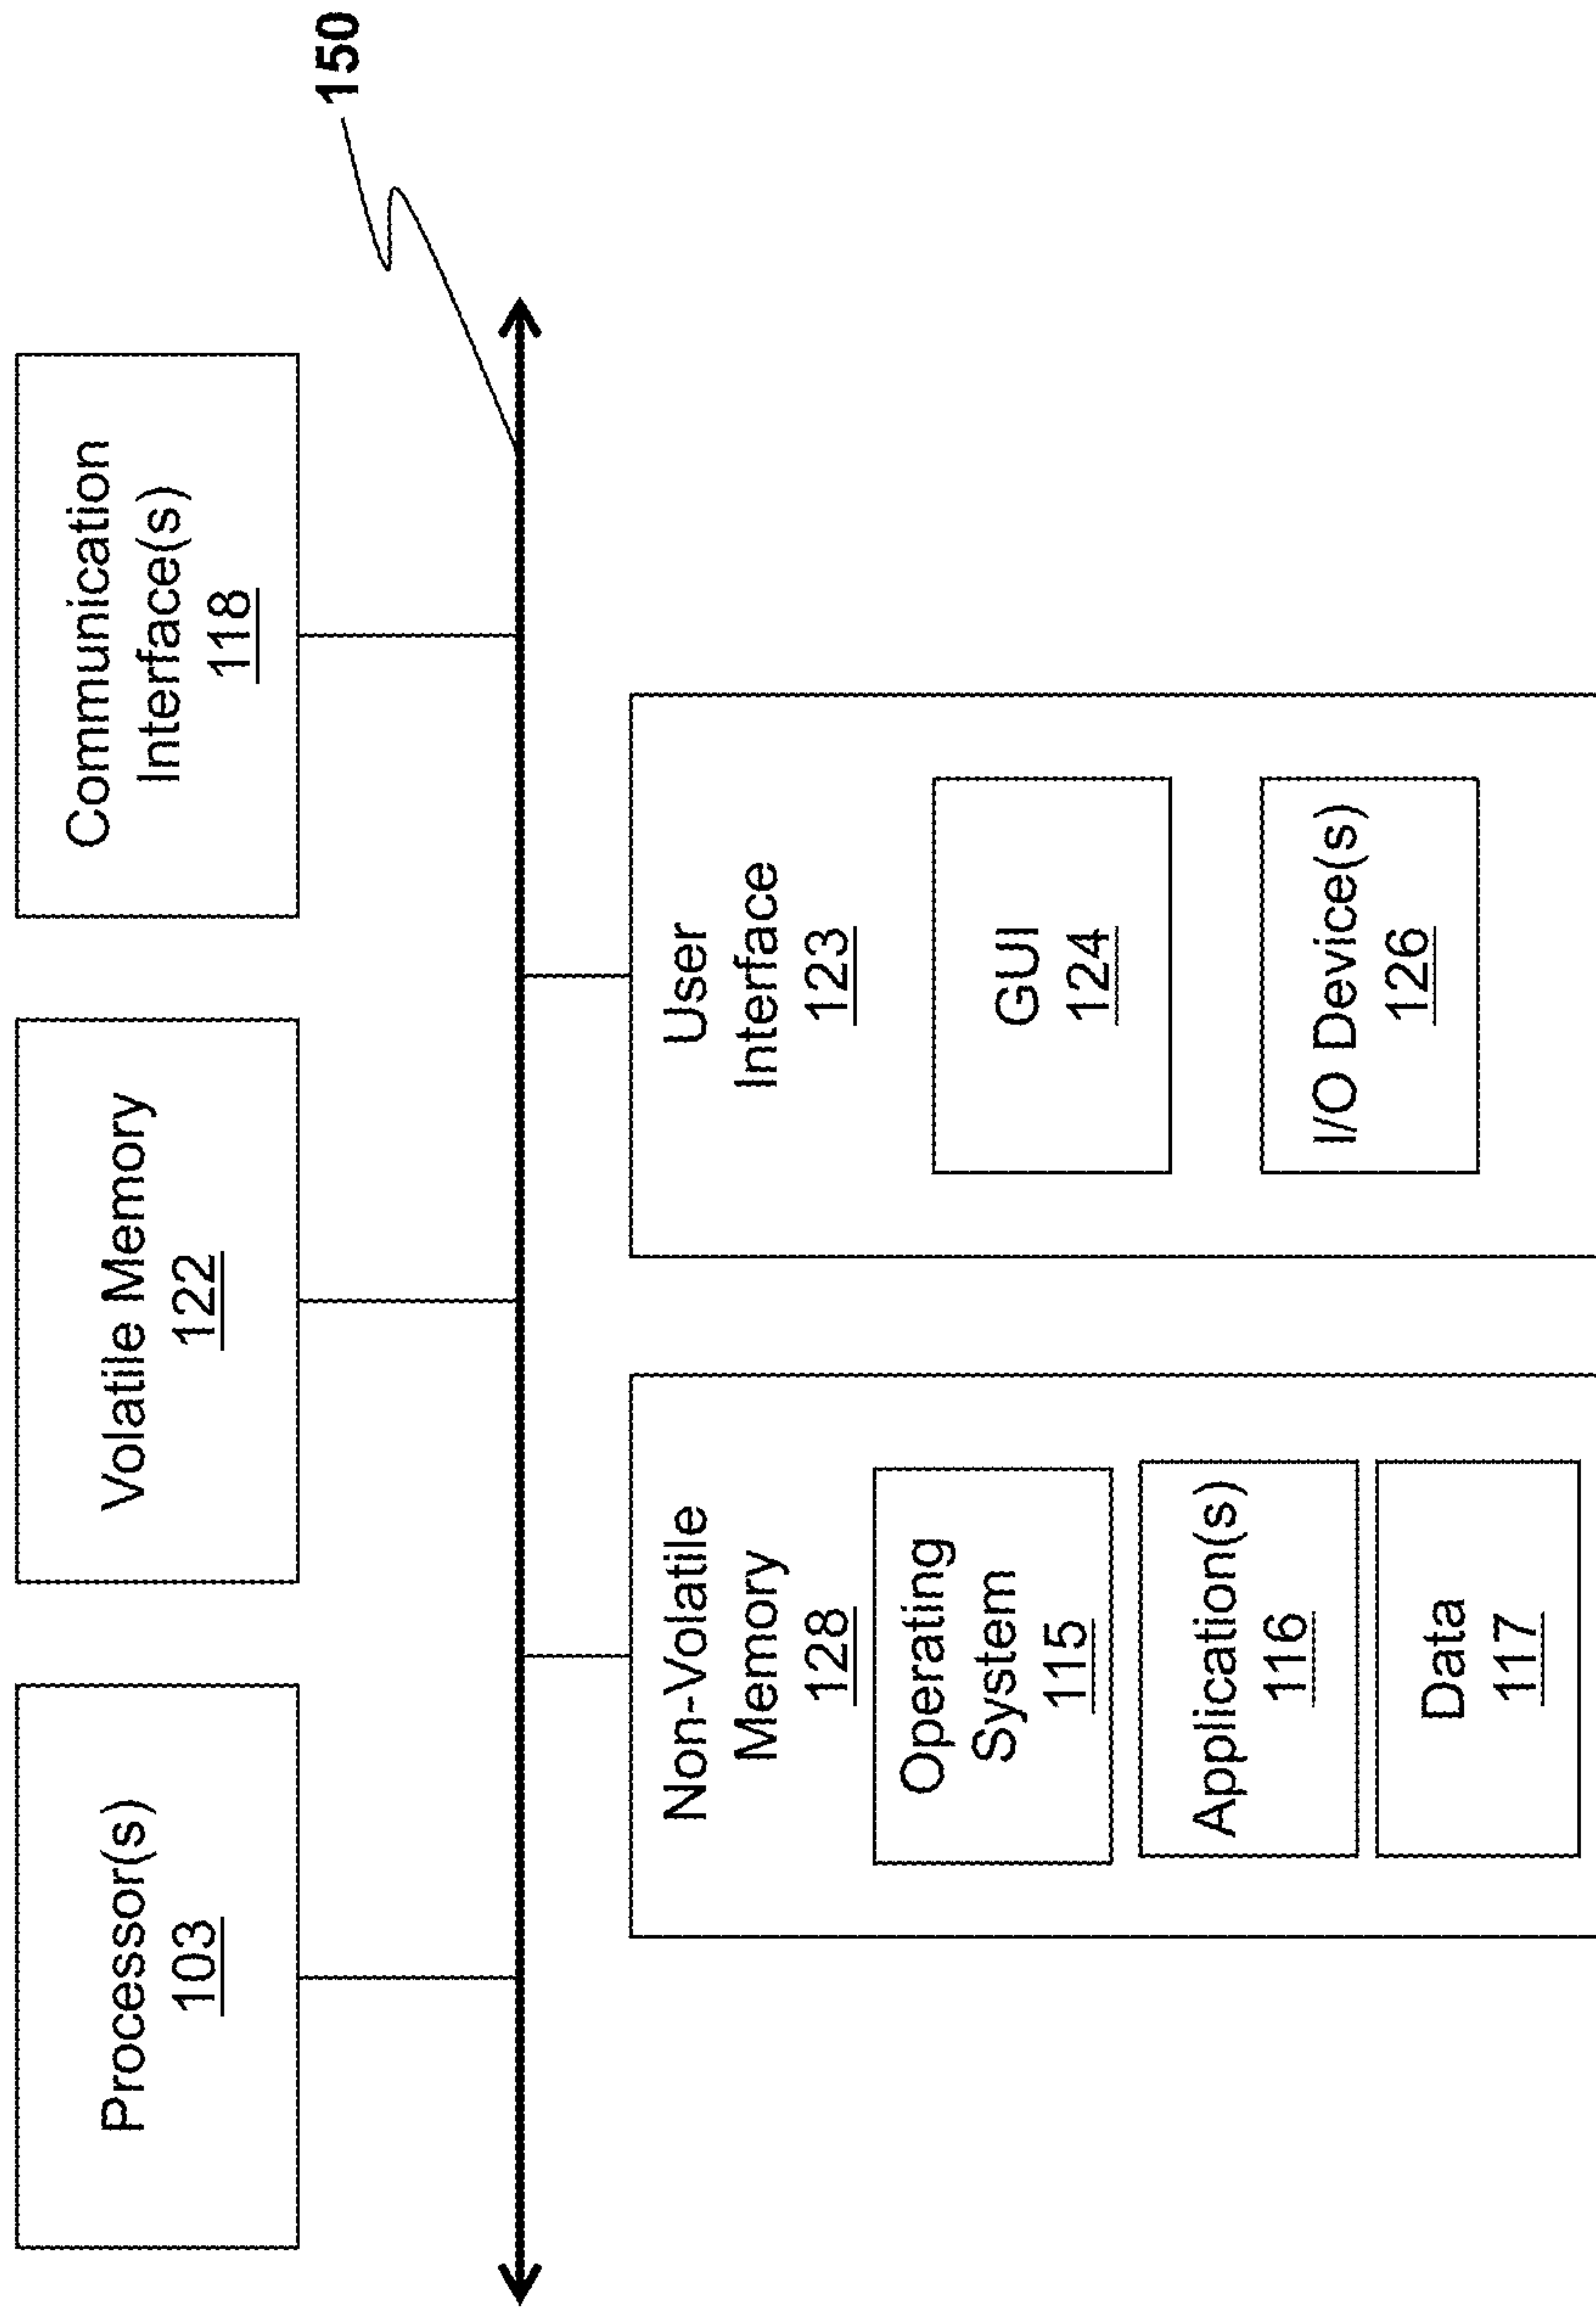 Processor(s)
103
Volatile Memory
122
Communication
Interface(s)
118
150
Non-Volatile
Memory
128
Operating
System
115
Application(s)
116
Data
117
User
Interface
123
GUI
124
I/O Device(s)
126